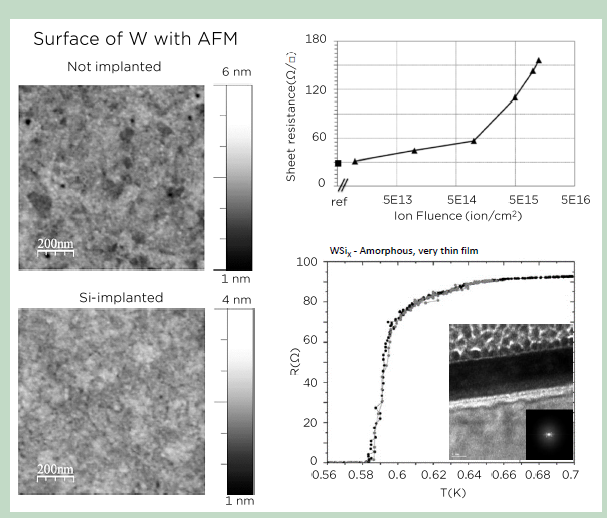 Surface of W with AFM
Not implanted
6 nm
200nm
1 nm
Si-implanted
4 nm
200nm
1 nm
Sheet resistance(Ω/□)
180
120
60
0
ref
5E13
5E14
5E15
5E16
Ion Fluence (ion/cm²)
WSiₓ - Amorphous, very thin film
R(Ω)
100
80
60
40
20
0
0.56 0.58 0.6 0.62 0.64 0.66 0.68 0.7
T(K)